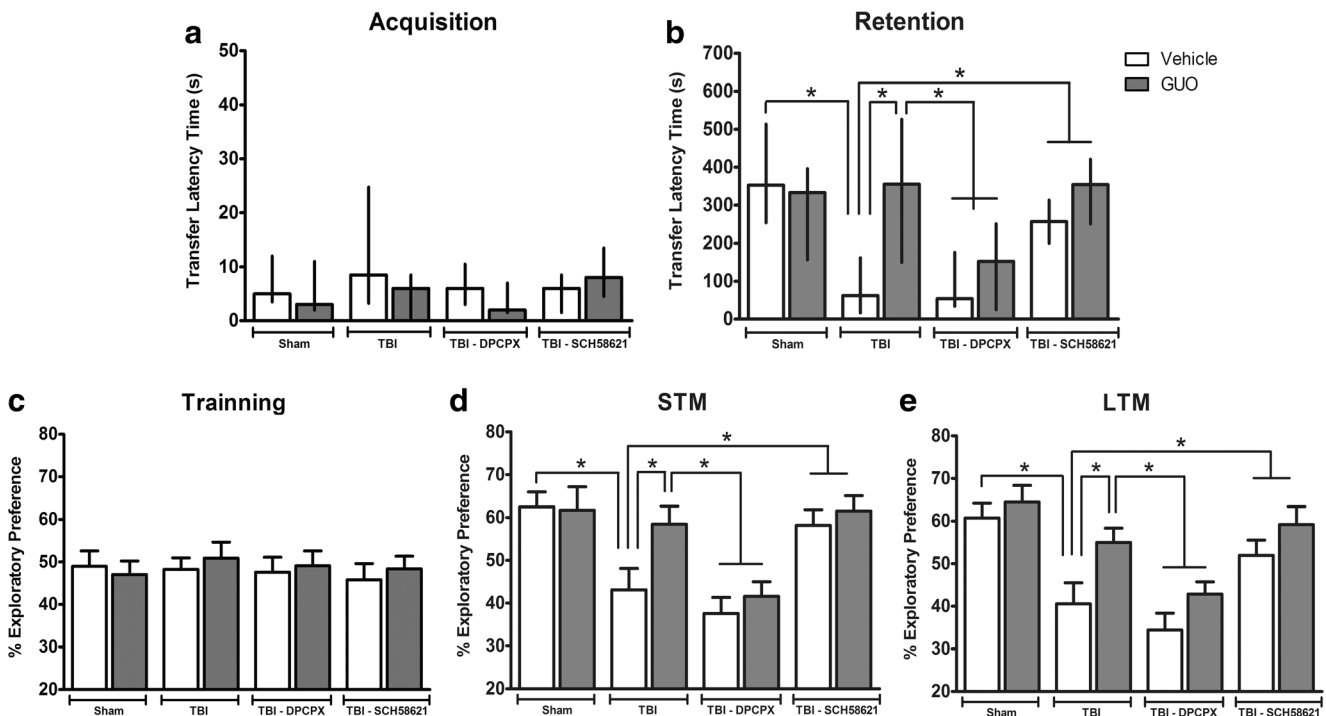 a
Acquisition
Transfer Latency Time (s)
50
40
30
20
10
0
Sham
TBI
TBI - DPCPX
TBI - SCH58621
b
Retention
Transfer Latency Time (s)
700
600
500
400
300
200
100
0
*
*
*
*
Sham
TBI
TBI - DPCPX
TBI - SCH58621
Vehicle
GUO
c
Trainning
% Exploratory Preference
80
70
60
50
40
30
20
Sham
TBI
TBI - DPCPX
TBI - SCH58621
d
STM
% Exploratory Preference
80
70
60
50
40
30
20
*
*
*
*
Sham
TBI
TBI - DPCPX
TBI - SCH58621
e
LTM
% Exploratory Preference
80
70
60
50
40
30
20
*
*
*
*
Sham
TBI
TBI - DPCPX
TBI - SCH58621